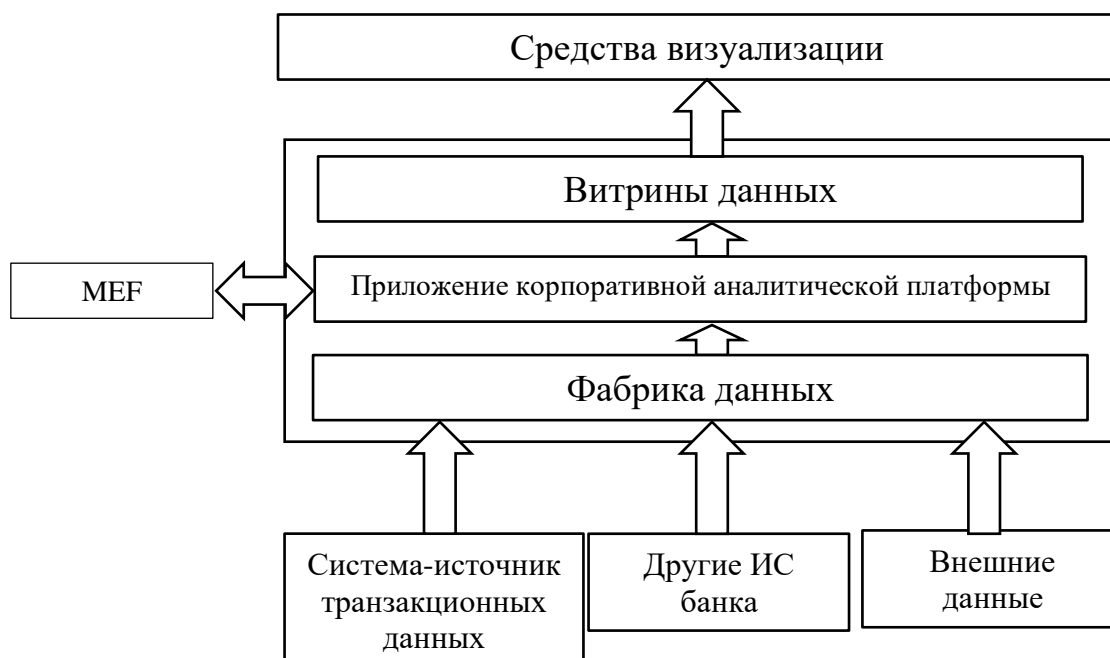 Средства визуализации
Витрины данных
MEF
Приложение корпоративной аналитической платформы
Фабрика данных
Система-источник
транзакционных
данных
Другие ИС
банка
Внешние
данные